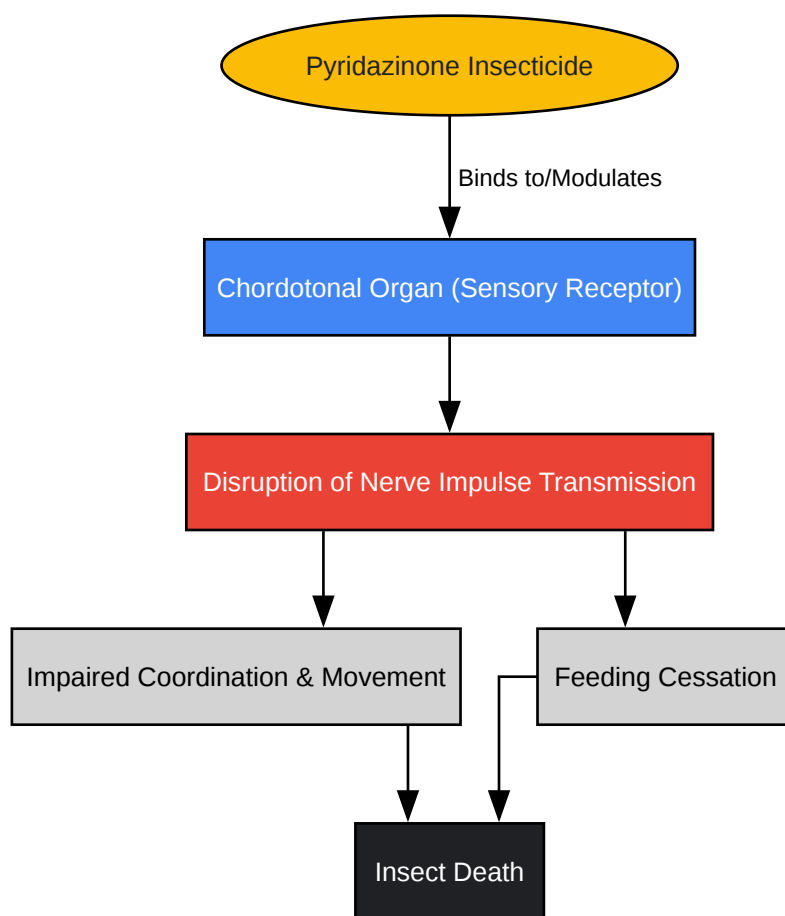 Pyridazinone Insecticide
Binds to/Modulates
Chordotonal Organ (Sensory Receptor)
Disruption of Nerve Impulse Transmission
Impaired Coordination & Movement
Feeding Cessation
Insect Death